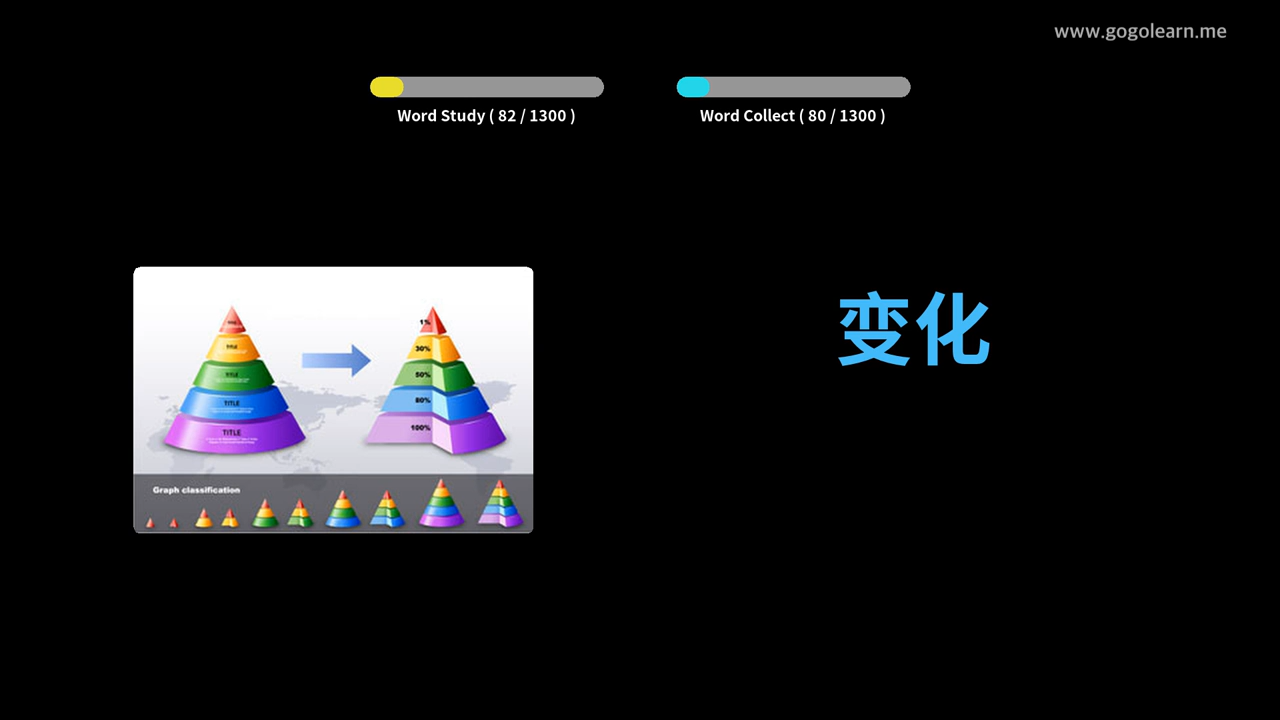 www.gogolearn.me
Word Study ( 82 / 1300 )
Word Collect ( 80 / 1300 )
变化
TITLE
TITLE
TITLE
TITLE
1%
30%
50%
80%
100%
Graph classification